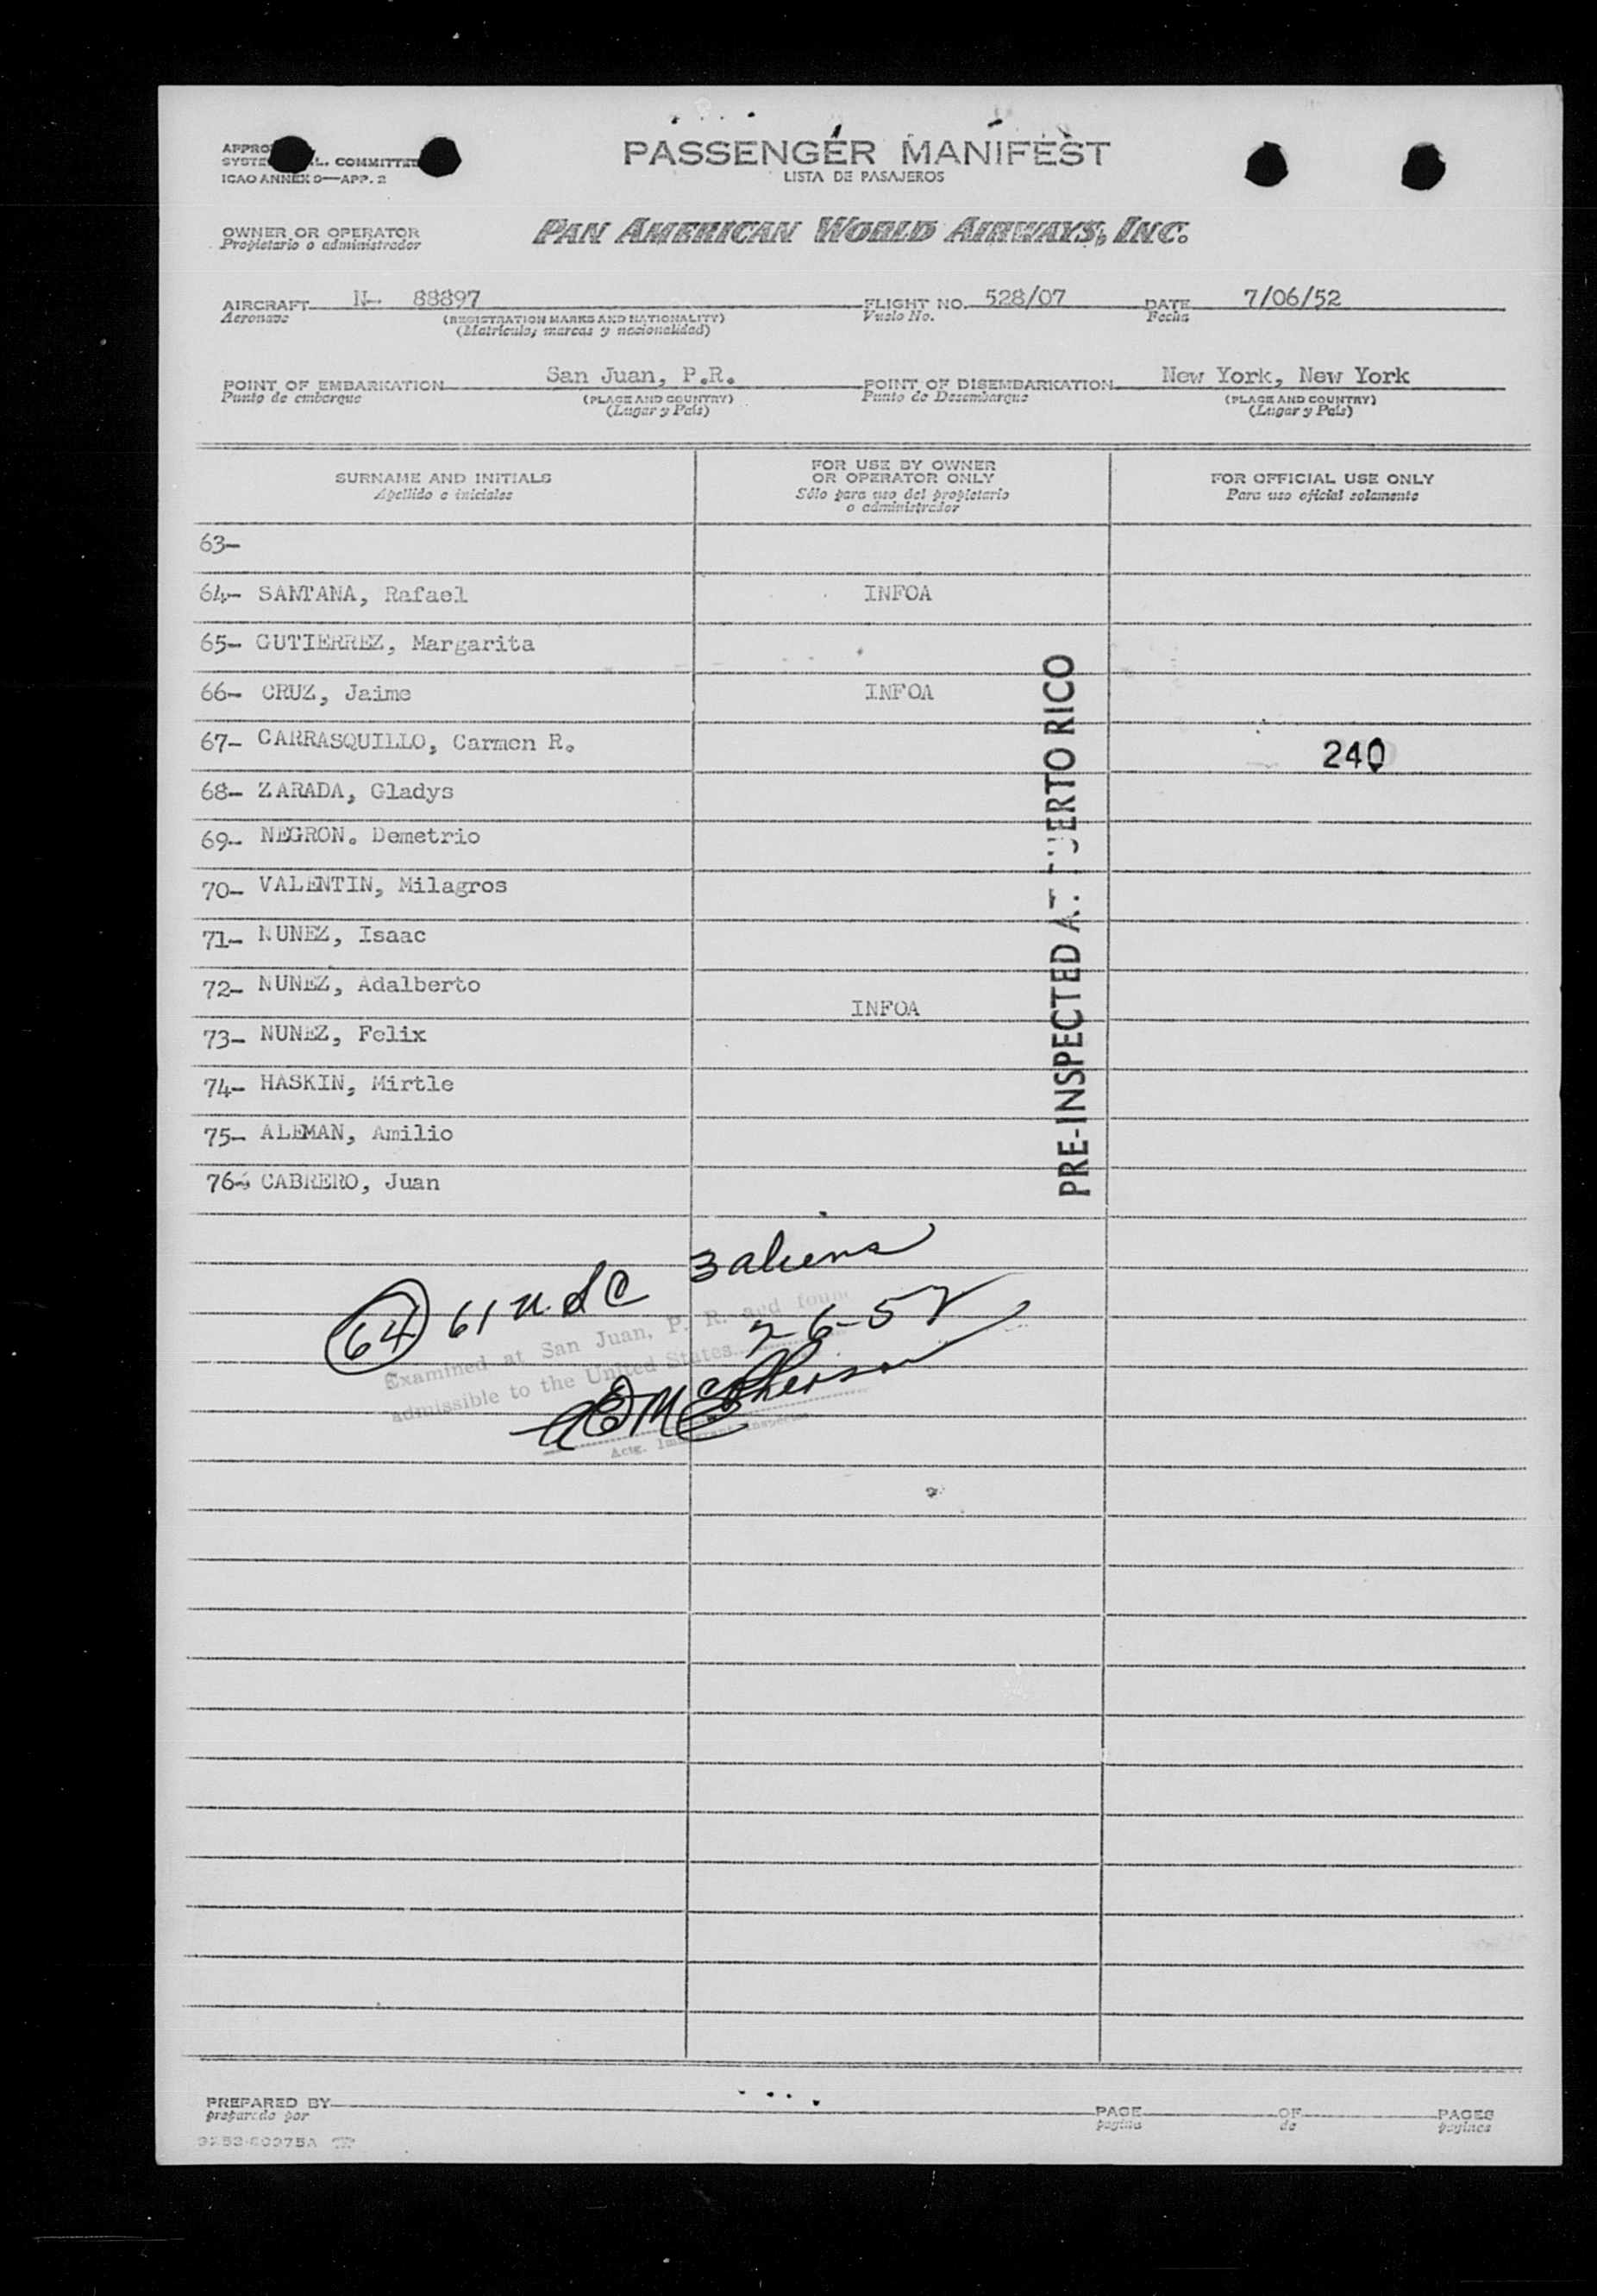 PASSENGER MANIFEST
LISTA DE PASAJEROS
COMMITTEE
ICAO ANNEX 9—APP. 2
OWNER OR OPERATOR
Propietario o administrador
PAN AMERICAN WORLD AIRWAYS, INC.
AIRCRAFT N- 88897 FLIGHT NO. 528/07 DATE 7/06/52
Aeronave (REGISTRATION MARKS AND NATIONALITY) Vuelo No. Fecha
(Matrícula, marcas y nacionalidad)
POINT OF EMBARKATION San Juan, P.R. POINT OF DISEMBARKATION New York, New York
Punto de embarque (PLACE AND COUNTRY) Punto de Desembarque (PLACE AND COUNTRY)
(Lugar y País) (Lugar y País)
SURNAME AND INITIALS FOR USE BY OWNER OR OPERATOR ONLY FOR OFFICIAL USE ONLY
Apellido e iniciales Sólo para uso del propietario o administrador Para uso oficial solamente
63-
64- SANTANA, Rafael INFOA
65- GUTIERREZ, Margarita
66- CRUZ, Jaime INFOA
67- CARRASQUILLO, Carmen R. 240
68- ZARADA, Gladys
69- NEGRON. Demetrio
70- VALENTIN, Milagros
71- NUNEZ, Isaac
72- NUNEZ, Adalberto
INFOA
73- NUNEZ, Felix
74- HASKIN, Mirtle
75- ALEMAN, Amilio
76- CABRERO, Juan
PRE-INSPECTED AT PUERTO RICO
64 61 USC 3 aliens
Examined at San Juan, P. R. and found
admissible to the United States 7-6-52
Actg. Immigrant Inspector
PREPARED BY PAGE OF PAGES
preparado por página de páginas